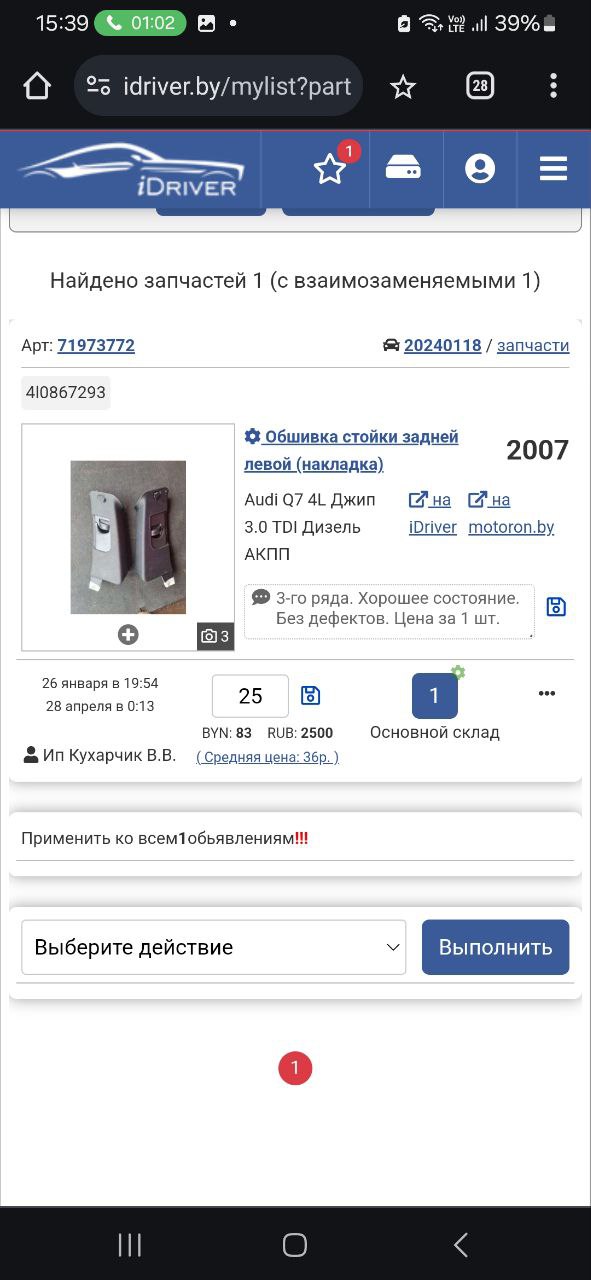 15:39 01:02 Vo)) LTE 39%
idriver.by/mylist?part 28
iDRIVER 1
Найдено запчастей 1 (с взаимозаменяемыми 1)
Арт: 71973772 20240118 / запчасти
4l0867293
Обшивка стойки задней левой (накладка) 2007
Audi Q7 4L Джип
3.0 TDI Дизель
АКПП
на iDriver
на motoron.by
3-го ряда. Хорошее состояние.
Без дефектов. Цена за 1 шт.
3
26 января в 19:54
28 апреля в 0:13
Ип Кухарчик В.В.
25
BYN: 83 RUB: 2500
( Средняя цена: 36р. )
1
Основной склад
Применить ко всем1обьявлениям!!!
Выберите действие Выполнить
1